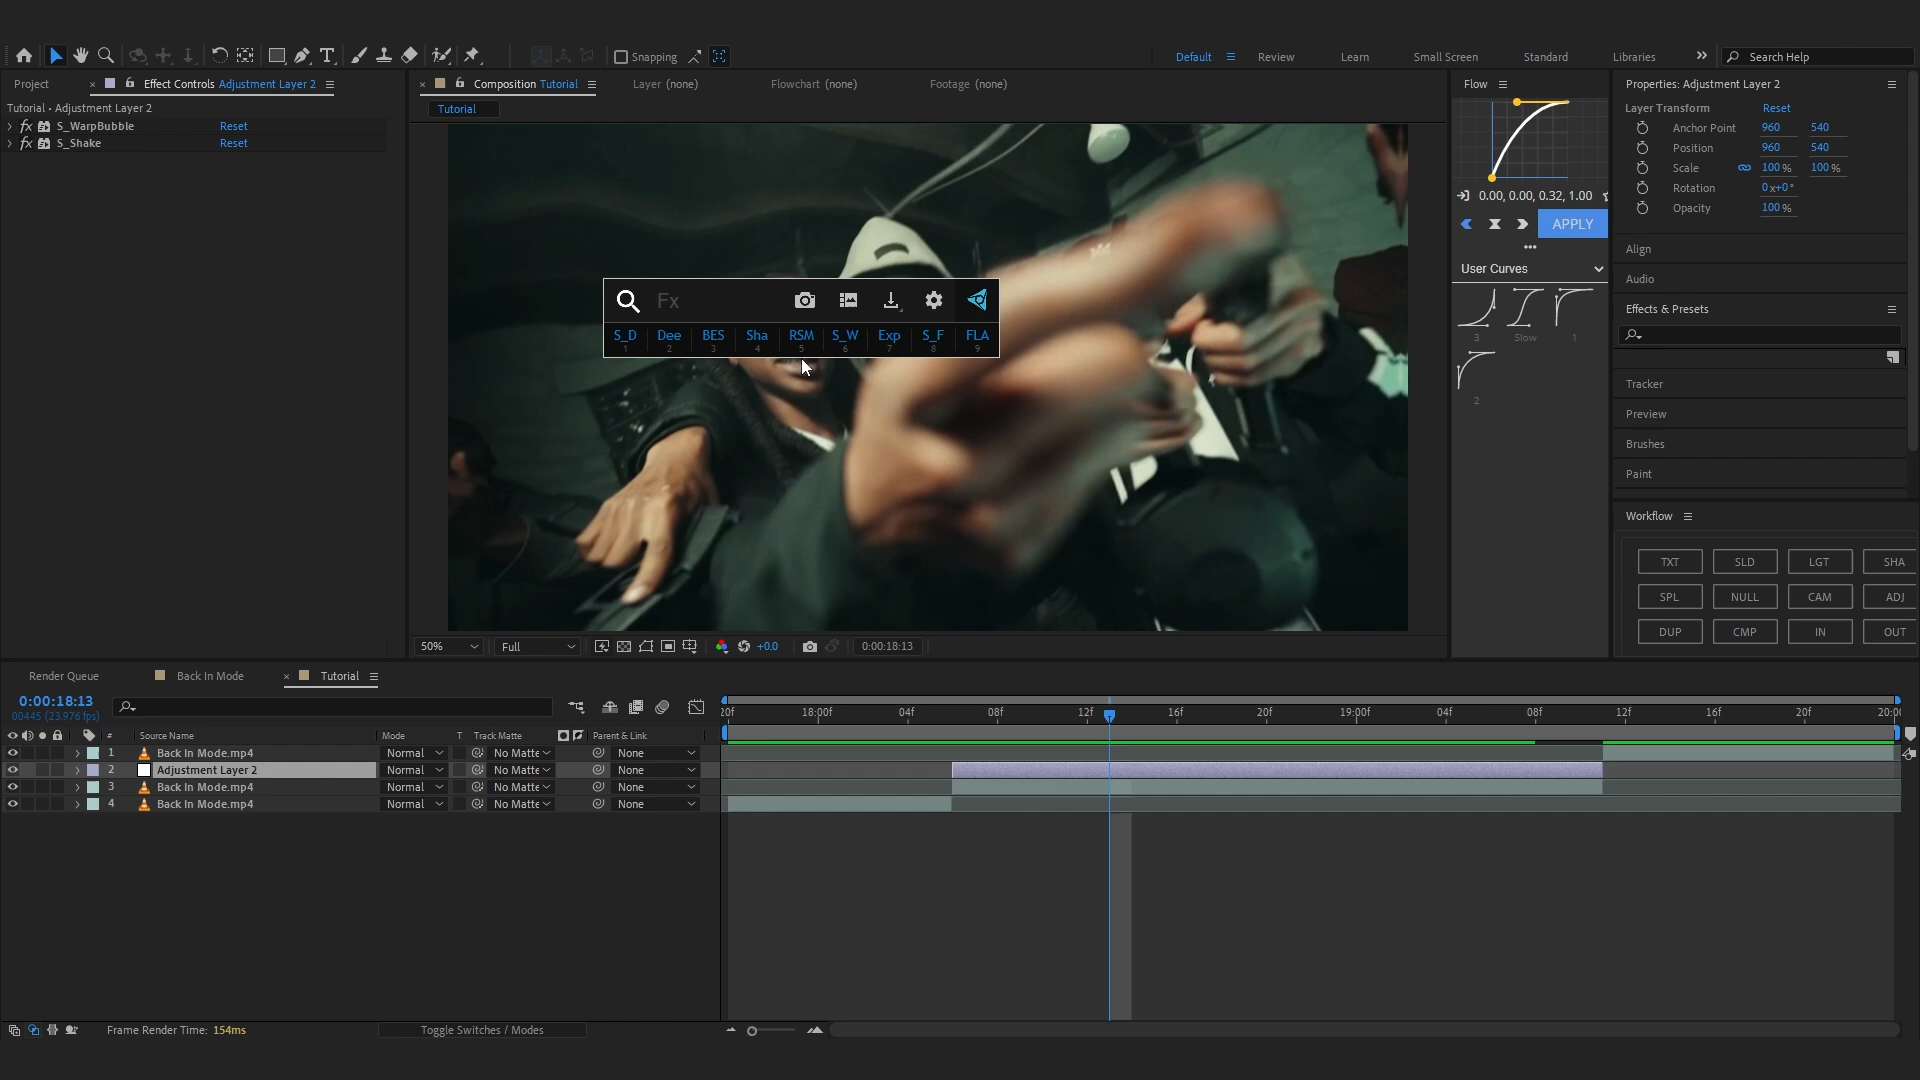 Snapping
Default
Review
Learn
Small Screen
Standard
Libraries
Search Help
Project
Effect Controls Adjustment Layer 2
Composition Tutorial
Layer (none)
Flowchart (none)
Footage (none)
Flow
Properties: Adjustment Layer 2
Tutorial • Adjustment Layer 2
Tutorial
Layer Transform Reset
fx S_WarpBubble Reset
fx S_Shake Reset
Anchor Point 960 540
Position 960 540
Scale 100 % 100 %
Rotation 0x+0°
Opacity 100 %
0.00, 0.00, 0.32, 1.00
APPLY
Align
User Curves
Audio
Effects & Presets
Fx
S_D Dee BES Sha RSM S_W Exp S_F FLA
1 2 3 4 5 6 7 8 9
3 Slow 1
2
Tracker
Preview
Brushes
Paint
Workflow
TXT SLD LGT SHA
SPL NULL CAM ADJ
DUP CMP IN OUT
50% Full +0.0 0:00:18:13
Render Queue
Back In Mode
Tutorial
0:00:18:13
00445 (23.976 fps)
20f 18:00f 04f 08f 12f 16f 20f 19:00f 04f 08f 12f 16f 20f 20:00
# Source Name Mode T Track Matte Parent & Link
1 Back In Mode.mp4 Normal No Matte None
2 Adjustment Layer 2 Normal No Matte None
3 Back In Mode.mp4 Normal No Matte None
4 Back In Mode.mp4 Normal No Matte None
Frame Render Time: 154ms
Toggle Switches / Modes